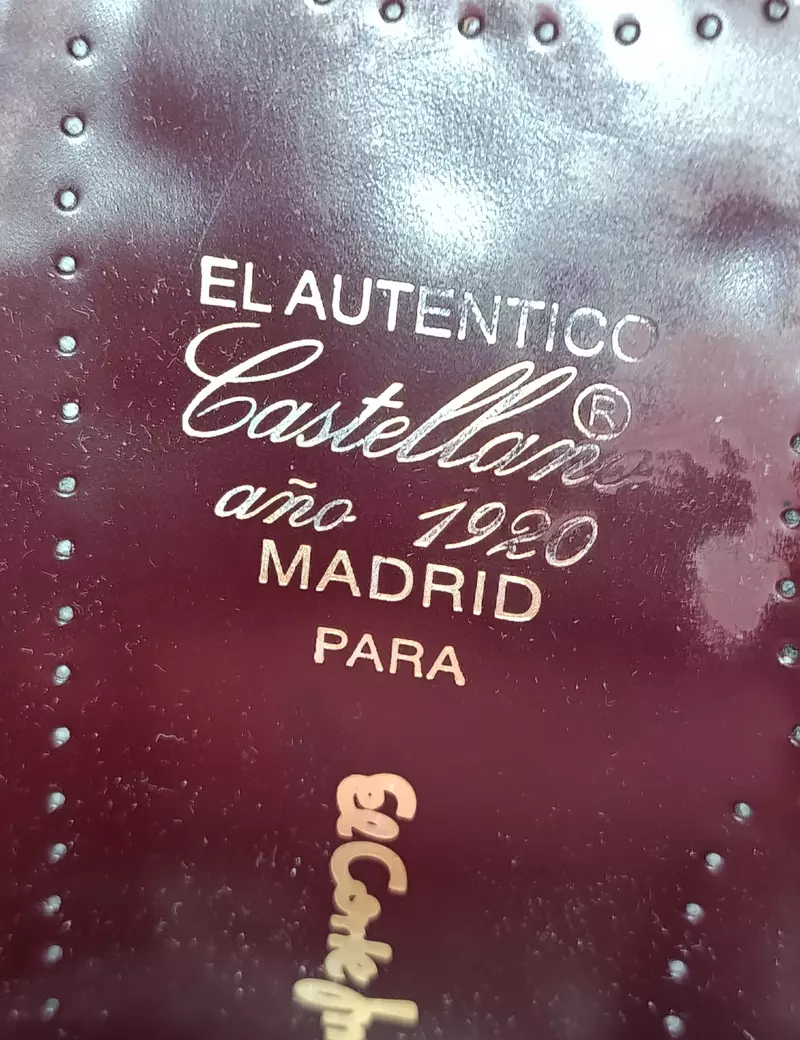 EL AUTENTICO
Castellano ®
año 1920
MADRID
PARA
El Corte